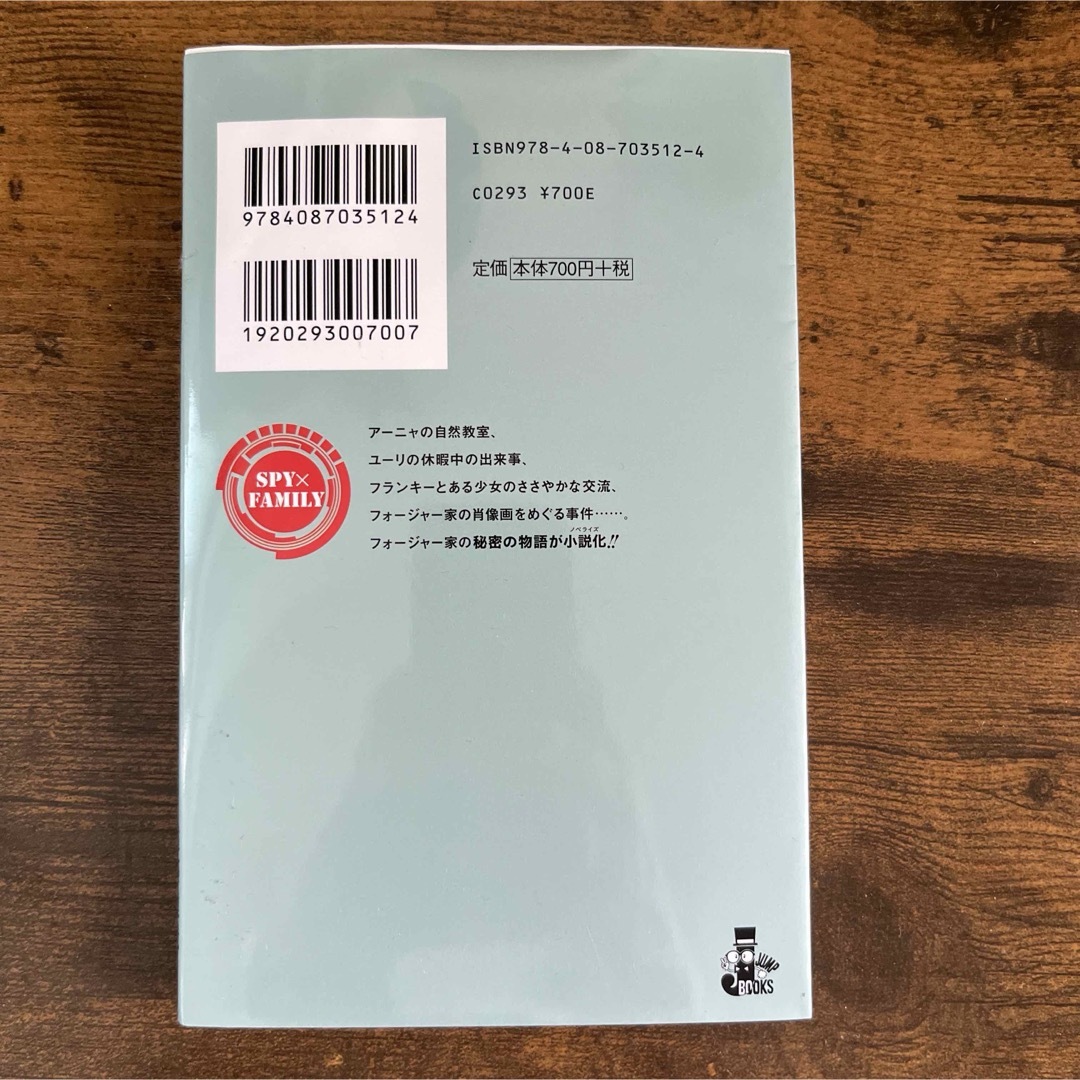 ISBN978-4-08-703512-4
C0293 ¥700E
9784087035124
定価 本体700円+税
1920293007007
アーニャの自然教室、
ユーリの休暇中の出来事、
フランキーとある少女のささやかな交流、
フォージャー家の肖像画をめぐる事件……。
ノベライズ
フォージャー家の秘密の物語が小説化!!
SPY×
FAMILY
JUMP
BOOKS